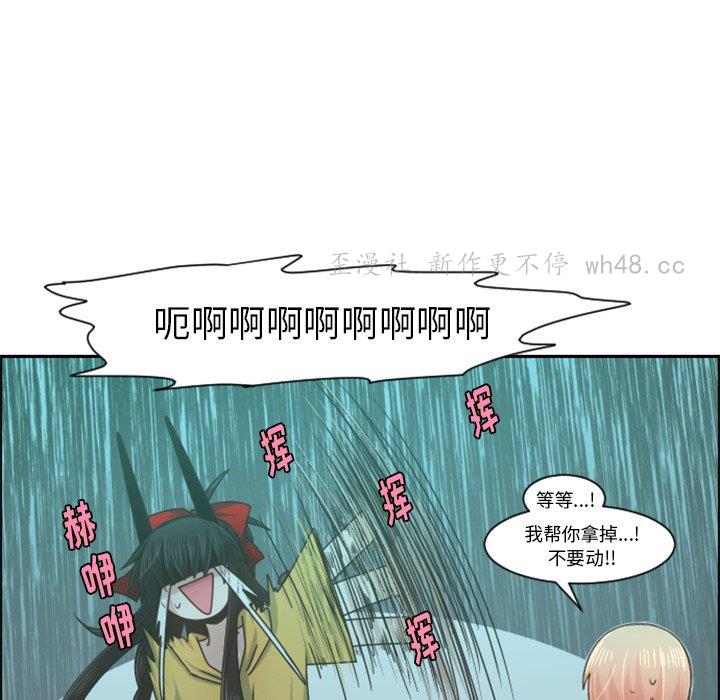 歪漫社 新作更不停 wh48.cc
呃啊啊啊啊啊啊啊啊
挥
挥
挥
挥
赫
咿
咿
等等...!
我帮你拿掉...!
不要动!!